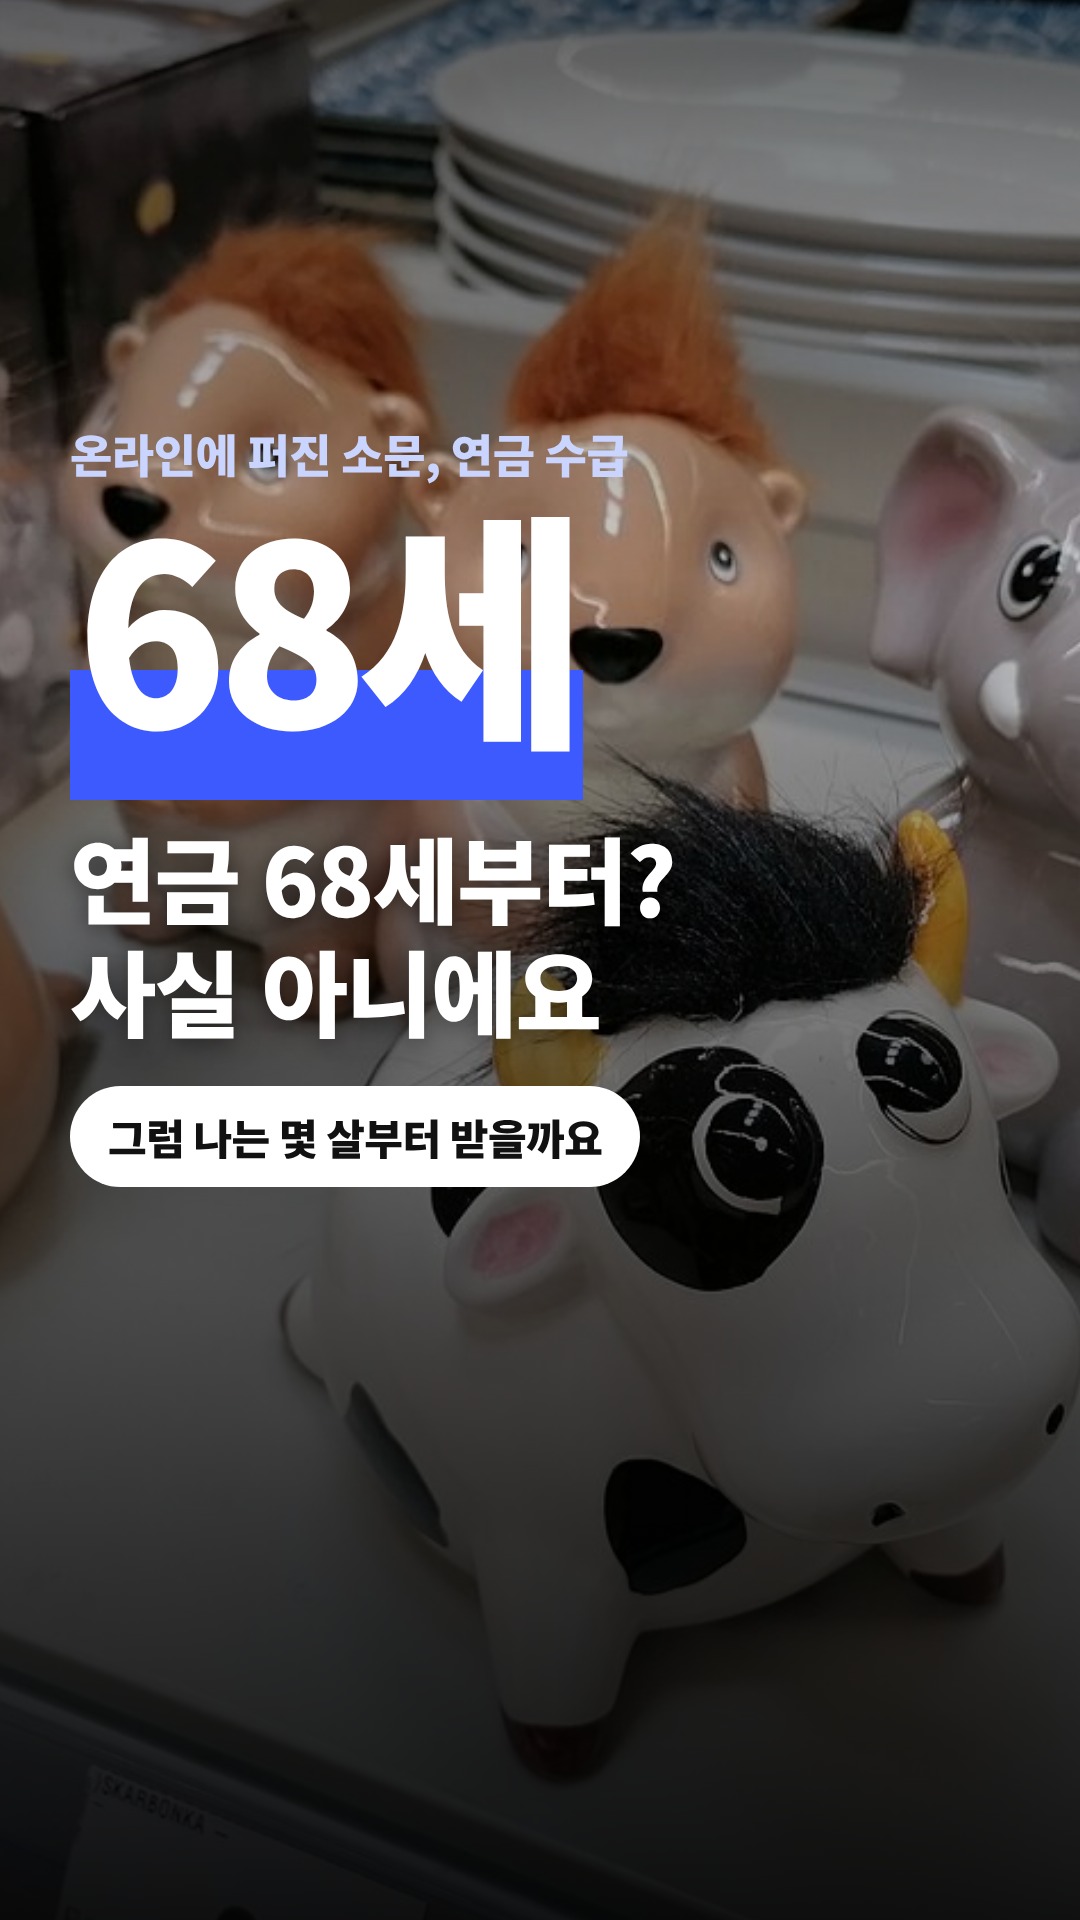 온라인에 퍼진 소문, 연금 수급
68세
연금 68세부터?
사실 아니에요
그럼 나는 몇 살부터 받을까요
SKARBONKA –